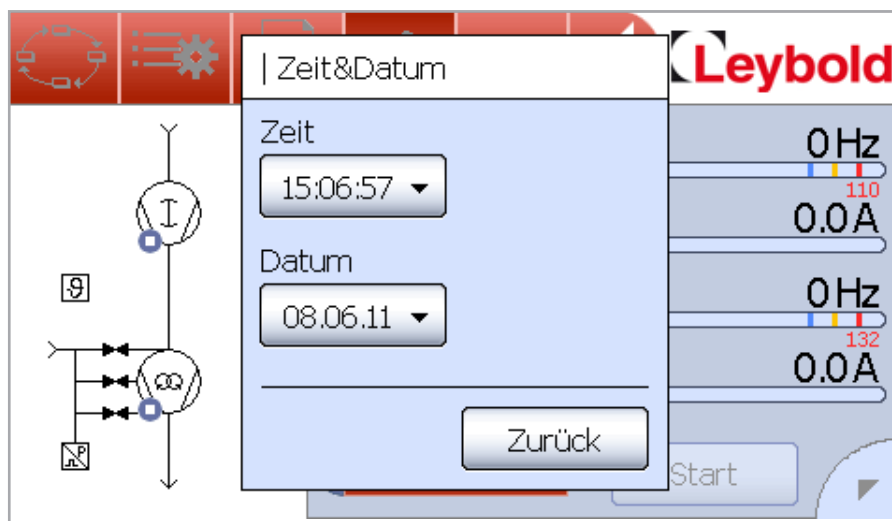 | Zeit&Datum
Leybold
Zeit
15:06:57
Datum
08.06.11
Zurück
0 Hz
110
0.0 A
0 Hz
132
0.0 A
Start
ϑ
P